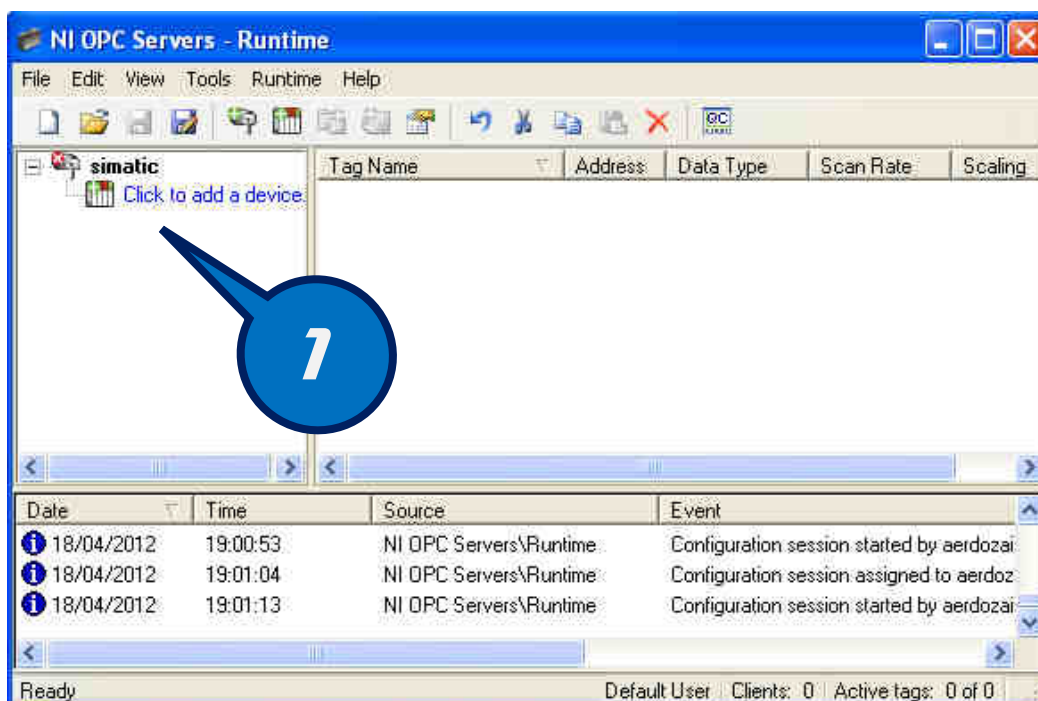 NI OPC Servers - Runtime
File Edit View Tools Runtime Help
simatic
Click to add a device.
Tag Name Address Data Type Scan Rate Scaling
1
Date Time Source Event
18/04/2012 19:00:53 NI OPC Servers\Runtime Configuration session started by aerdozai
18/04/2012 19:01:04 NI OPC Servers\Runtime Configuration session assigned to aerdoz
18/04/2012 19:01:13 NI OPC Servers\Runtime Configuration session started by aerdozai
Ready Default User Clients: 0 Active tags: 0 of 0